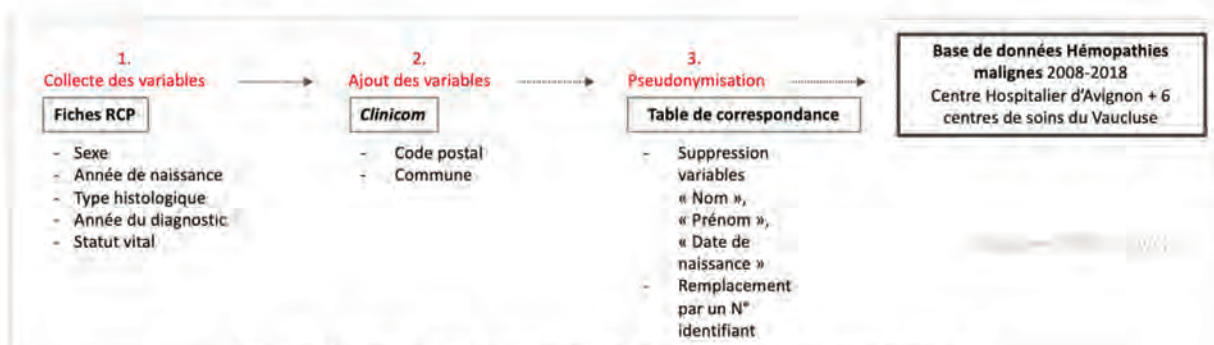 1.
Collecte des variables
Fiches RCP
- Sexe
- Année de naissance
- Type histologique
- Année du diagnostic
- Statut vital
2.
Ajout des variables
Clinicom
- Code postal
- Commune
3.
Pseudonymisation
Table de correspondance
- Suppression
variables
« Nom »,
« Prénom »,
« Date de
naissance »
- Remplacement
par un N°
identifiant
Base de données Hémopathies
malignes 2008-2018
Centre Hospitalier d'Avignon + 6
centres de soins du Vaucluse